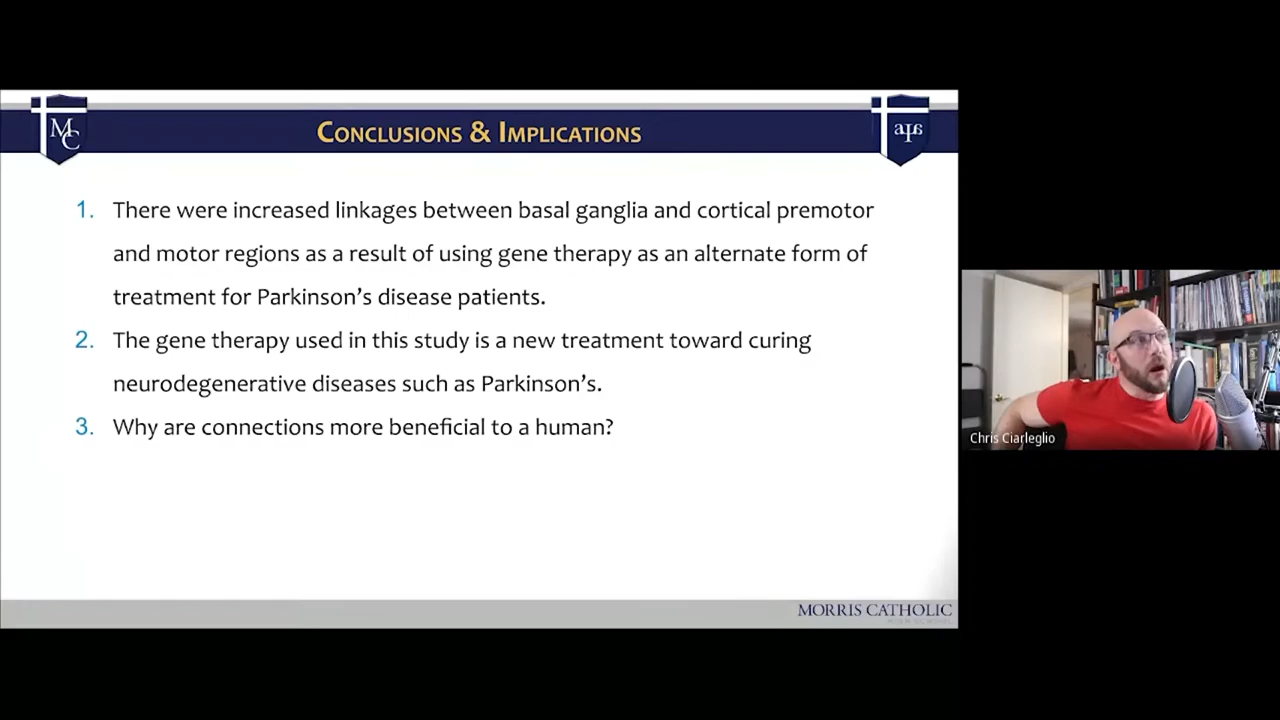 MC
CONCLUSIONS & IMPLICATIONS
1. There were increased linkages between basal ganglia and cortical premotor
and motor regions as a result of using gene therapy as an alternate form of
treatment for Parkinson's disease patients.
2. The gene therapy used in this study is a new treatment toward curing
neurodegenerative diseases such as Parkinson's.
3. Why are connections more beneficial to a human?
Chris Ciarleglio
MORRIS CATHOLIC